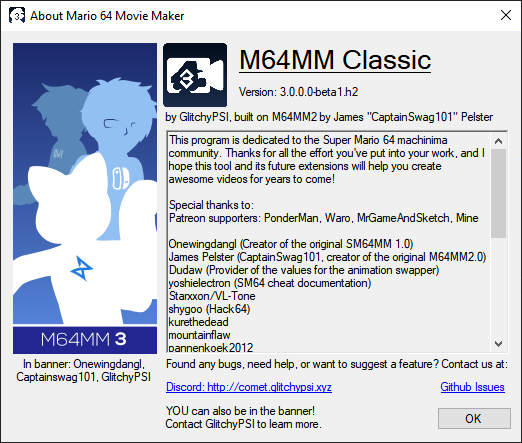 About Mario 64 Movie Maker
3
M64MM Classic
Version: 3.0.0.0-beta1.h2
by GlitchyPSI, built on M64MM2 by James "CaptainSwag101" Pelster
This program is dedicated to the Super Mario 64 machinima
community. Thanks for all the effort you've put into your work, and I
hope this tool and its future extensions will help you create
awesome videos for years to come!
Special thanks to:
Patreon supporters: PonderMan, Waro, MrGameAndSketch, Mine
Onewingdangl (Creator of the original SM64MM 1.0)
James Pelster (CaptainSwag101, creator of the original M64MM2.0)
Dudaw (Provider of the values for the animation swapper)
yoshielectron (SM64 cheat documentation)
Starxxon/VL-Tone
shygoo (Hack64)
kurethedead
mountainflaw
pannenkoek2012
M64MM 3
In banner: Onewingdangl,
Captainswag101, GlitchyPSI
Found any bugs, need help, or want to suggest a feature? Contact us at:
Discord: http://comet.glitchypsi.xyz
Github Issues
YOU can also be in the banner!
Contact GlitchyPSI to learn more.
OK